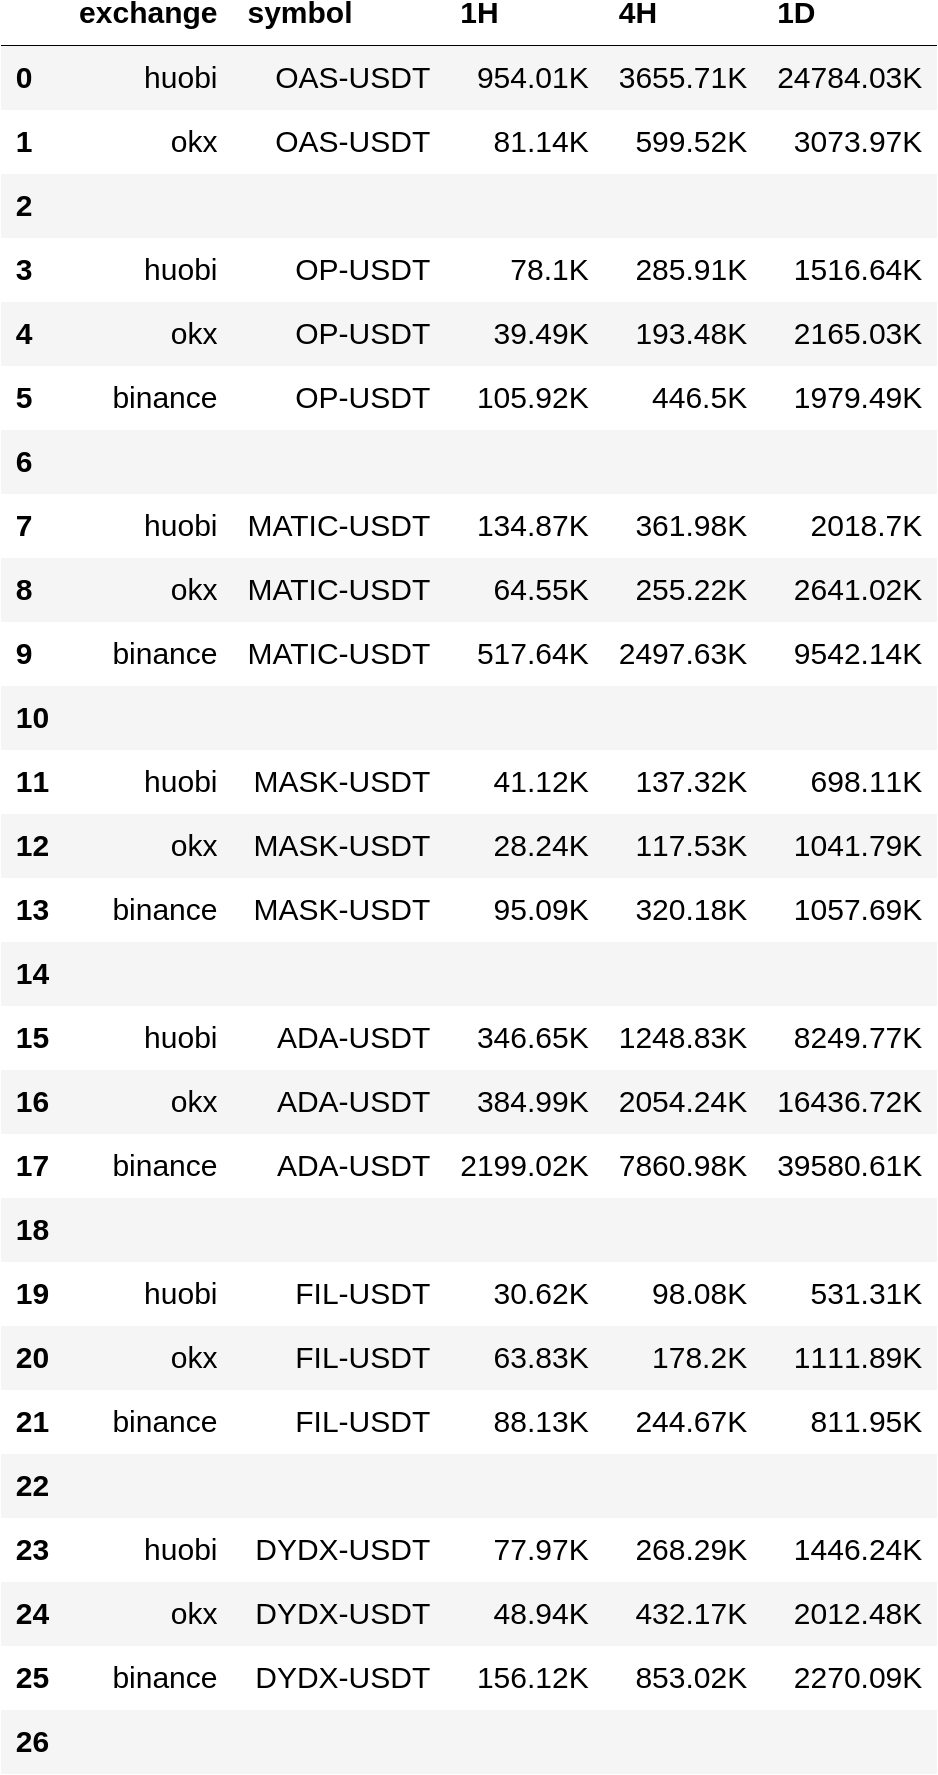 exchange symbol 1H 4H 1D
0 huobi OAS-USDT 954.01K 3655.71K 24784.03K
1 okx OAS-USDT 81.14K 599.52K 3073.97K
2
3 huobi OP-USDT 78.1K 285.91K 1516.64K
4 okx OP-USDT 39.49K 193.48K 2165.03K
5 binance OP-USDT 105.92K 446.5K 1979.49K
6
7 huobi MATIC-USDT 134.87K 361.98K 2018.7K
8 okx MATIC-USDT 64.55K 255.22K 2641.02K
9 binance MATIC-USDT 517.64K 2497.63K 9542.14K
10
11 huobi MASK-USDT 41.12K 137.32K 698.11K
12 okx MASK-USDT 28.24K 117.53K 1041.79K
13 binance MASK-USDT 95.09K 320.18K 1057.69K
14
15 huobi ADA-USDT 346.65K 1248.83K 8249.77K
16 okx ADA-USDT 384.99K 2054.24K 16436.72K
17 binance ADA-USDT 2199.02K 7860.98K 39580.61K
18
19 huobi FIL-USDT 30.62K 98.08K 531.31K
20 okx FIL-USDT 63.83K 178.2K 1111.89K
21 binance FIL-USDT 88.13K 244.67K 811.95K
22
23 huobi DYDX-USDT 77.97K 268.29K 1446.24K
24 okx DYDX-USDT 48.94K 432.17K 2012.48K
25 binance DYDX-USDT 156.12K 853.02K 2270.09K
26